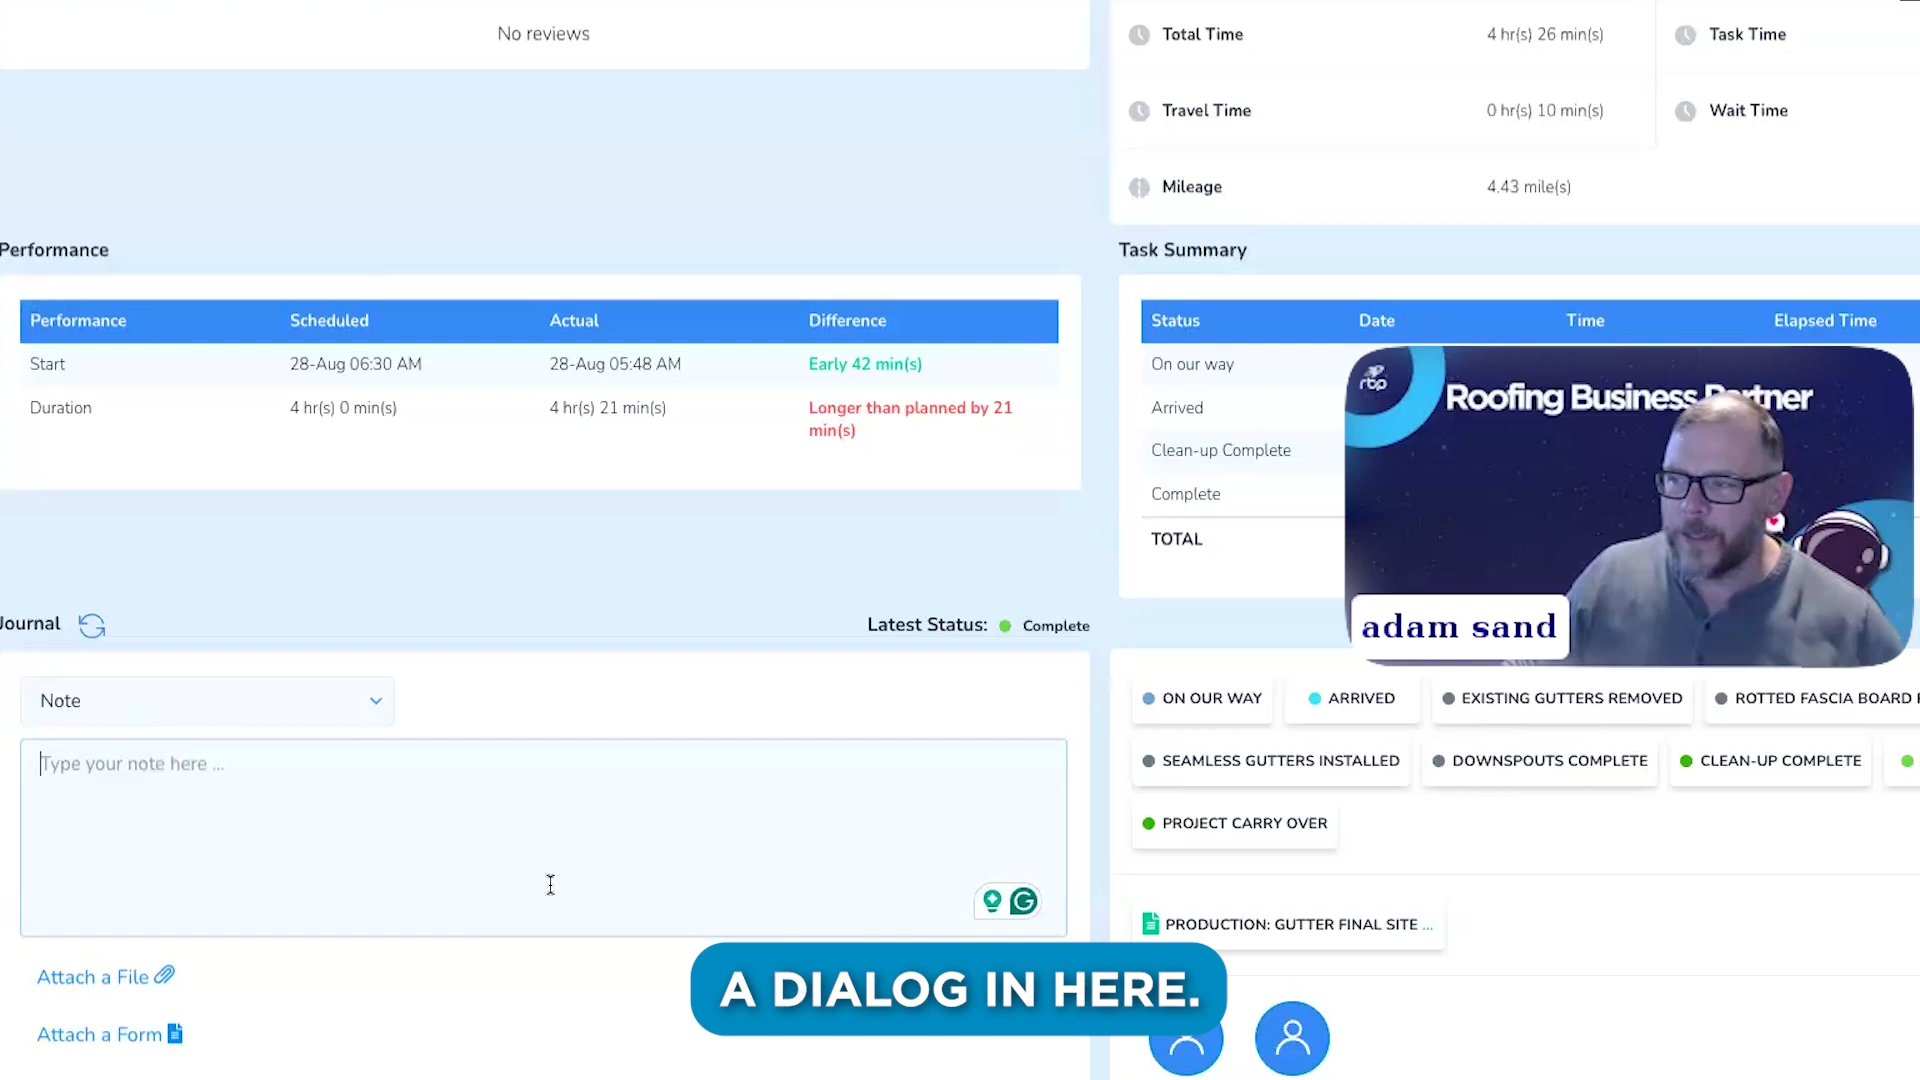 No reviews
Total Time 4 hr(s) 26 min(s) Task Time
Travel Time 0 hr(s) 10 min(s) Wait Time
Mileage 4.43 mile(s)
Performance
Performance Scheduled Actual Difference
Start 28-Aug 06:30 AM 28-Aug 05:48 AM Early 42 min(s)
Duration 4 hr(s) 0 min(s) 4 hr(s) 21 min(s) Longer than planned by 21
min(s)
Task Summary
Status Date Time Elapsed Time
On our way
Arrived
Clean-up Complete
Complete
TOTAL
rbp
Roofing Business Partner
adam sand
Journal
Latest Status: Complete
Note
Type your note here ...
Attach a File
Attach a Form
ON OUR WAY ARRIVED EXISTING GUTTERS REMOVED ROTTED FASCIA BOARD
SEAMLESS GUTTERS INSTALLED DOWNSPOUTS COMPLETE CLEAN-UP COMPLETE
PROJECT CARRY OVER
PRODUCTION: GUTTER FINAL SITE ...
A DIALOG IN HERE.